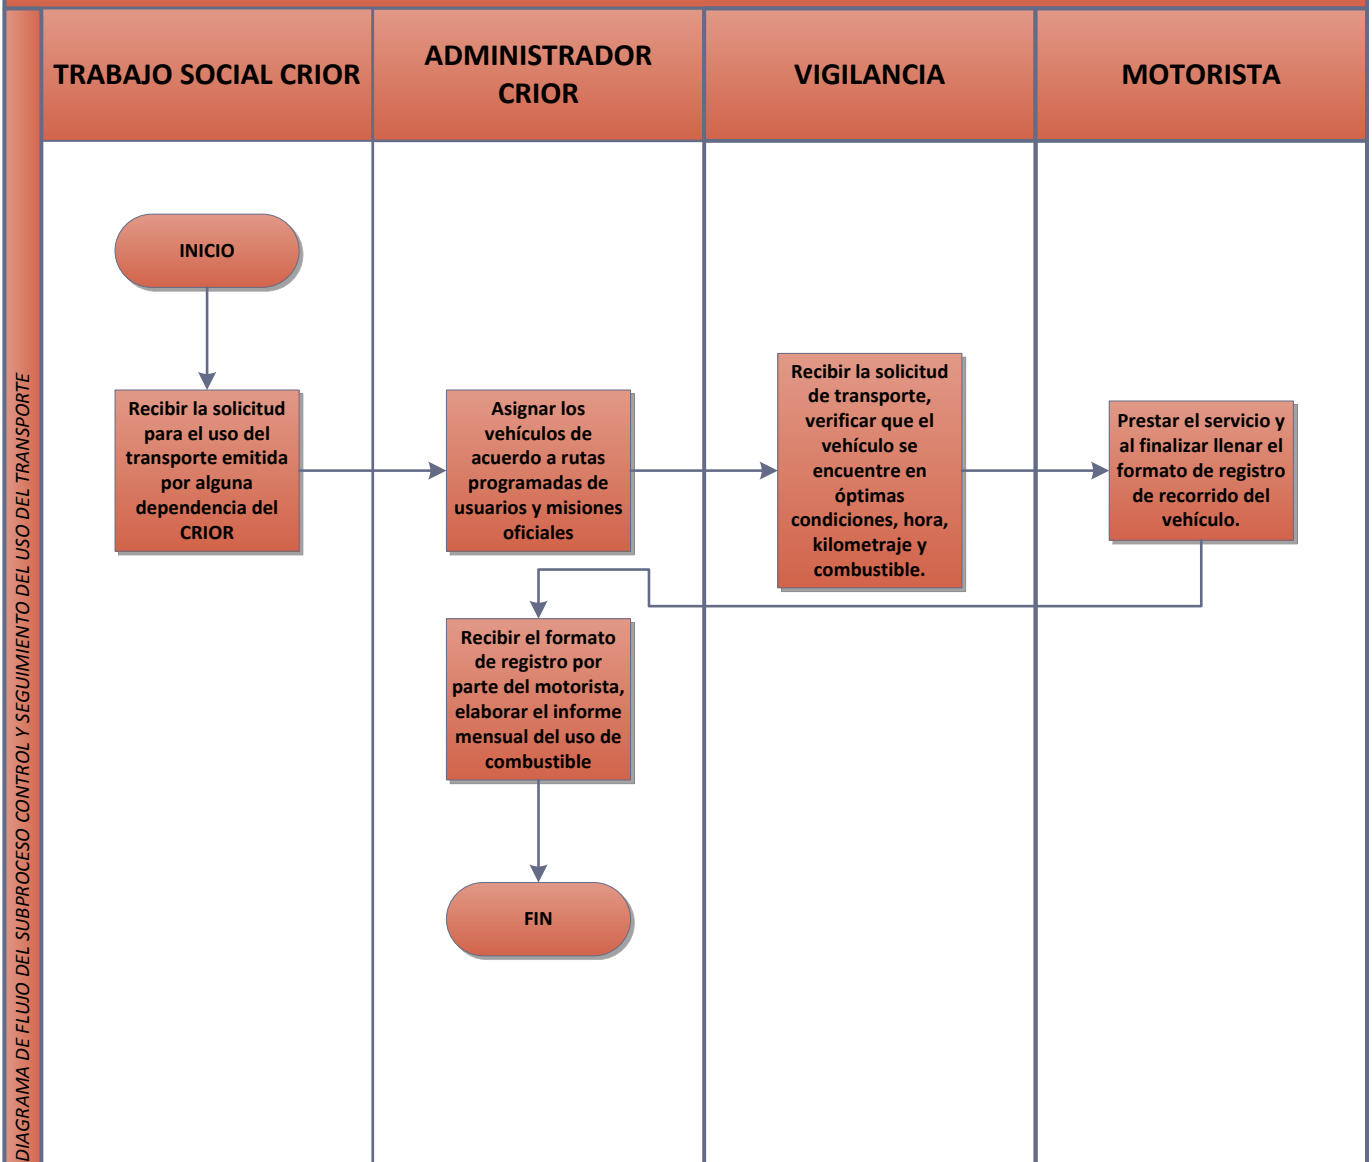 TRABAJO SOCIAL CRIOR
ADMINISTRADOR
CRIOR
VIGILANCIA
MOTORISTA
DIAGRAMA DE FLUJO DEL SUBPROCESO CONTROL Y SEGUIMIENTO DEL USO DEL TRANSPORTE
INICIO
Recibir la solicitud
para el uso del
transporte emitida
por alguna
dependencia del
CRIOR
Asignar los
vehículos de
acuerdo a rutas
programadas de
usuarios y misiones
oficiales
Recibir la solicitud
de transporte,
verificar que el
vehículo se
encuentre en
óptimas
condiciones, hora,
kilometraje y
combustible.
Prestar el servicio y
al finalizar llenar el
formato de registro
de recorrido del
vehículo.
Recibir el formato
de registro por
parte del motorista,
elaborar el informe
mensual del uso de
combustible
FIN